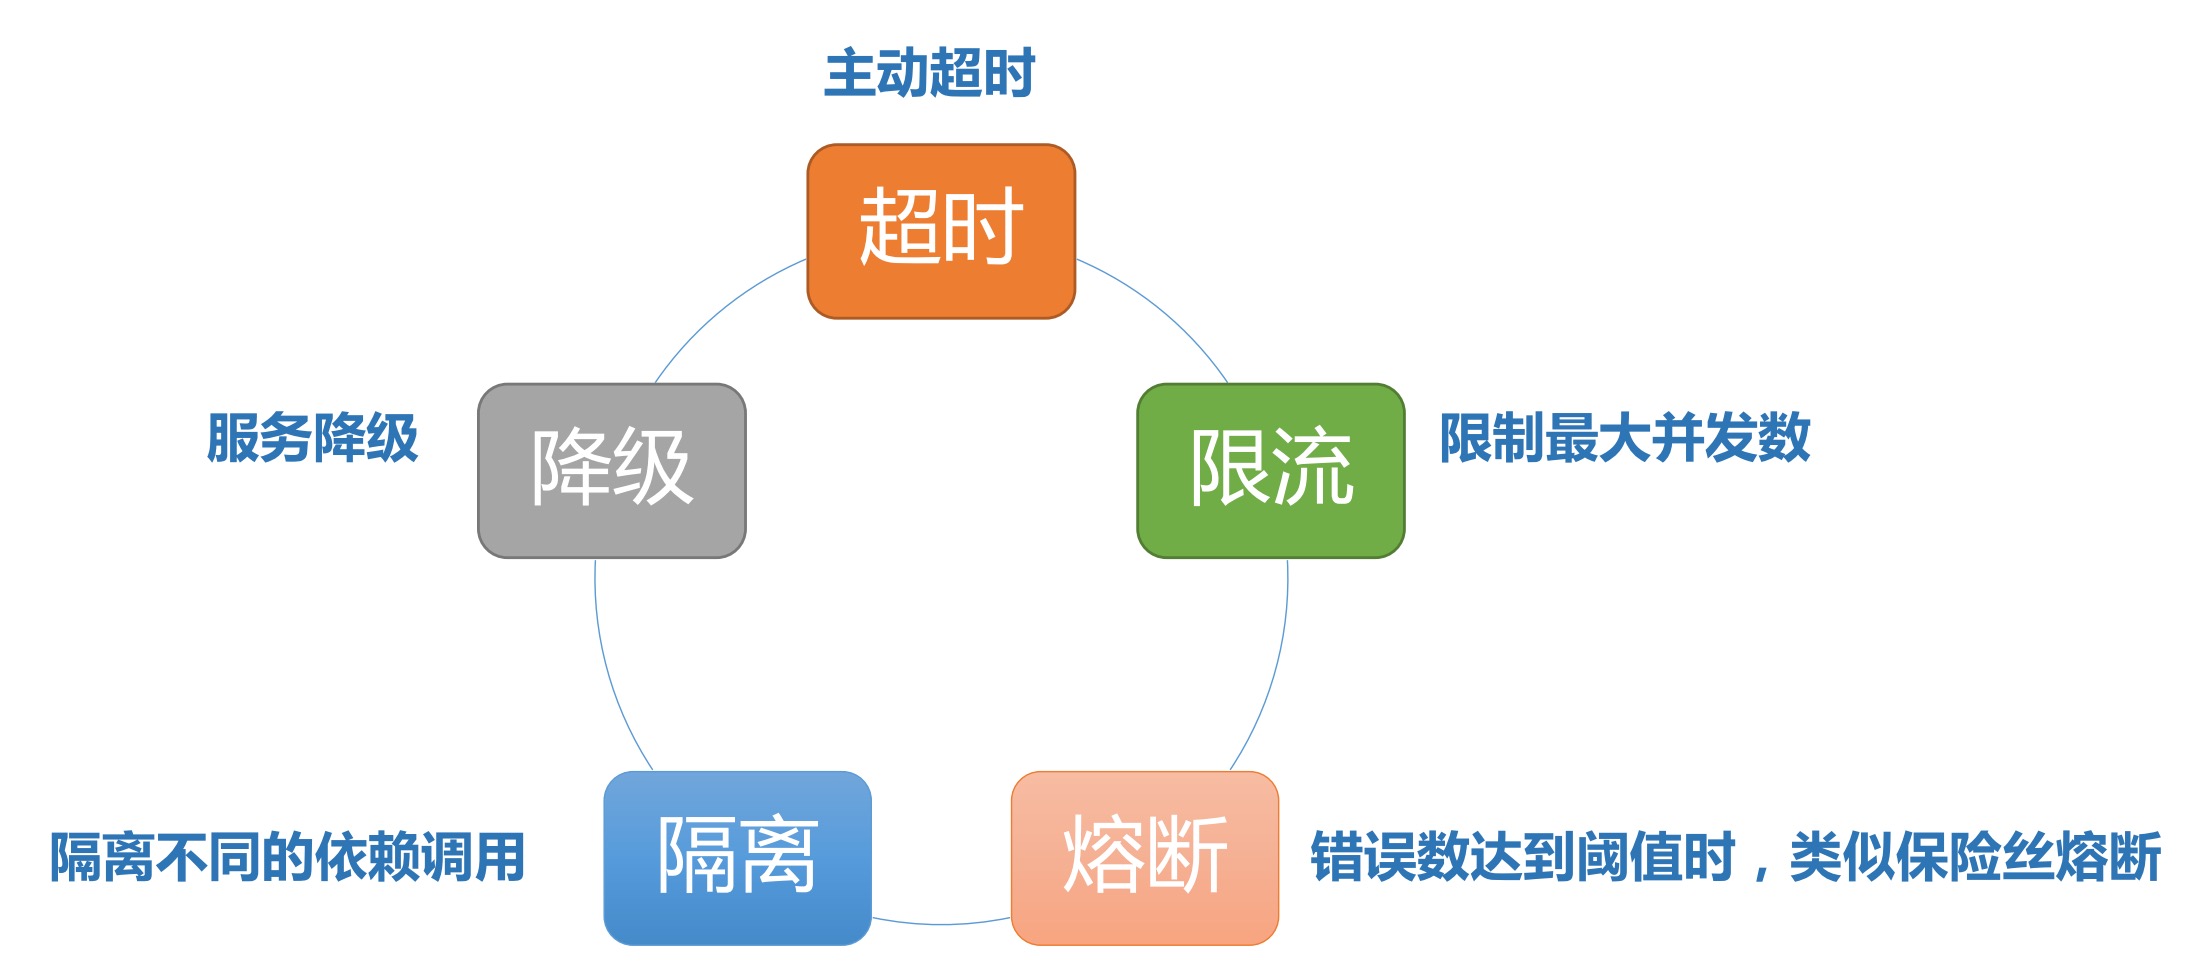 主动超时
超时
服务降级
降级
限流
限制最大并发数
隔离不同的依赖调用
隔离
熔断
错误数达到阈值时，类似保险丝熔断